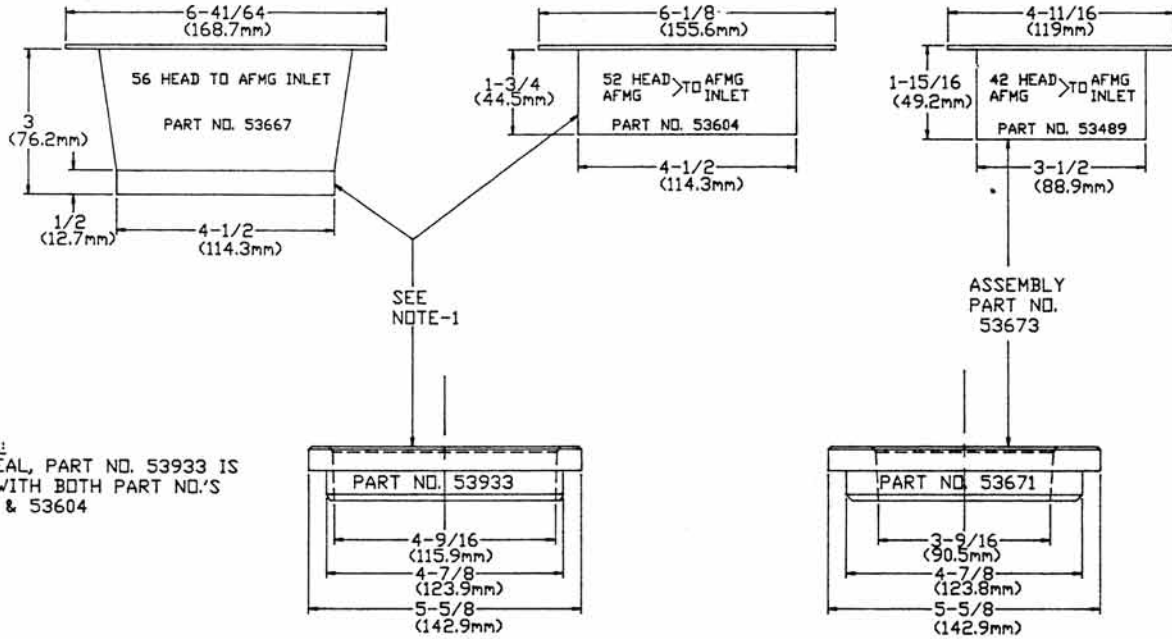 6-41/64
(168.7mm)
56 HEAD TO AFMG INLET
PART NO. 53667
3
(76.2mm)
1/2
(12.7mm)
4-1/2
(114.3mm)
6-1/8
(155.6mm)
1-3/4
(44.5mm)
52 HEAD > TO AFMG
AFMG INLET
PART NO. 53604
4-1/2
(114.3mm)
4-11/16
(119mm)
1-15/16
(49.2mm)
42 HEAD > TO AFMG
AFMG INLET
PART NO. 53489
3-1/2
(88.9mm)
SEE
NOTE-1
ASSEMBLY
PART NO.
53673
EAL, PART NO. 53933 IS
WITH BOTH PART NO.'S
& 53604
PART NO. 53933
4-9/16
(115.9mm)
4-7/8
(123.9mm)
5-5/8
(142.9mm)
PART NO. 53671
3-9/16
(90.5mm)
4-7/8
(123.8mm)
5-5/8
(142.9mm)